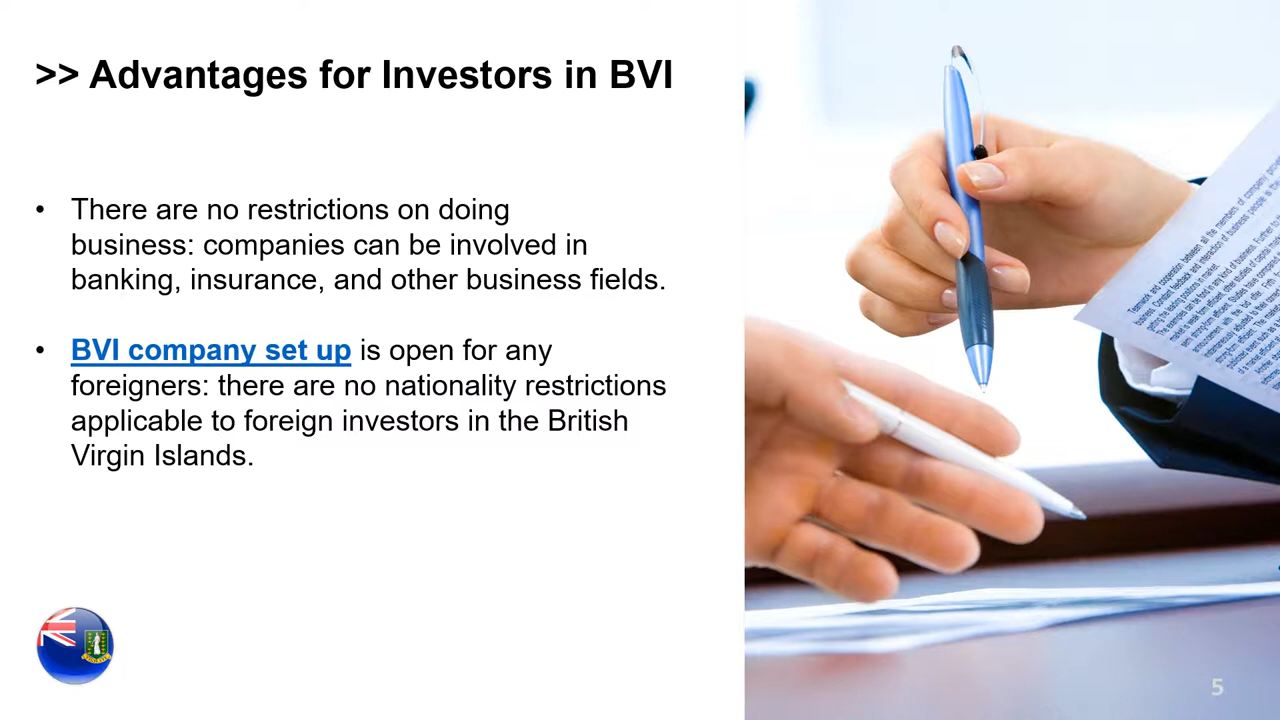 >> Advantages for Investors in BVI
• There are no restrictions on doing
business: companies can be involved in
banking, insurance, and other business fields.
• BVI company set up is open for any
foreigners: there are no nationality restrictions
applicable to foreign investors in the British
Virgin Islands.
5